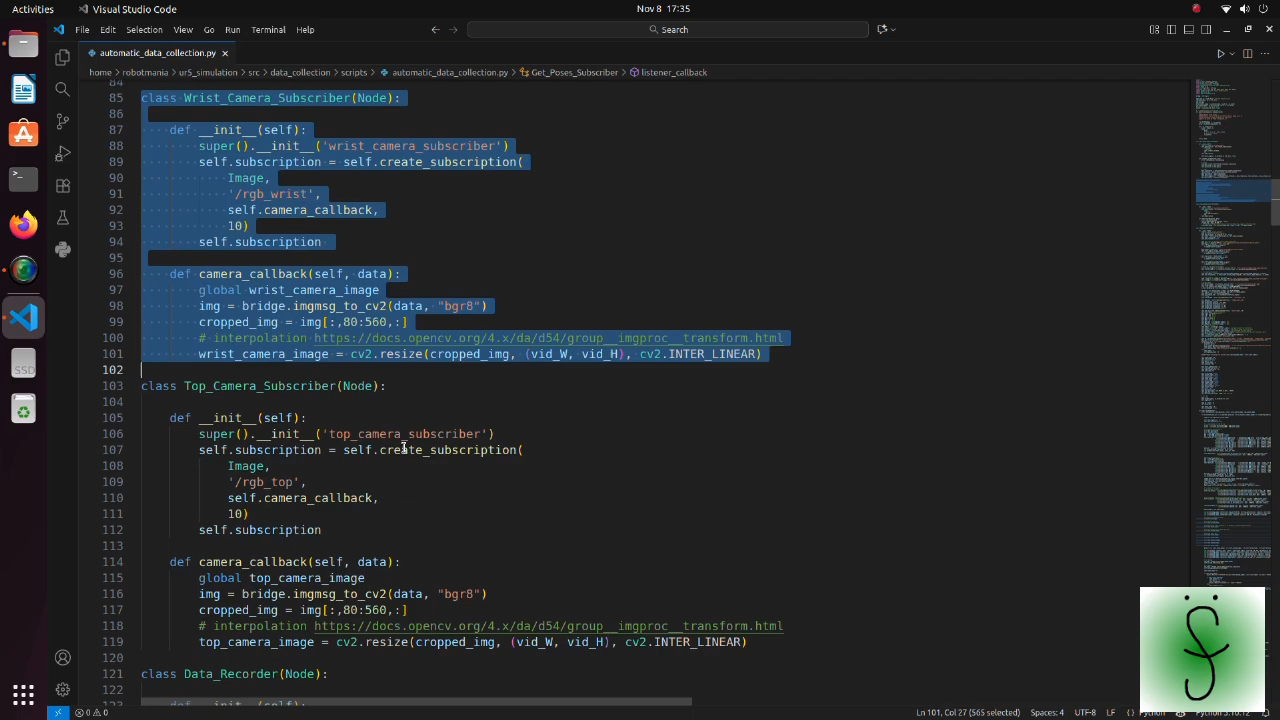 Activities Visual Studio Code Nov 8 17:35
File Edit Selection View Go Run Terminal Help Search
automatic_data_collection.py
home > robotmania > ur5_simulation > src > data_collection > scripts > automatic_data_collection.py > Get_Poses_Subscriber > listener_callback
84
85 class Wrist_Camera_Subscriber(Node):
86
87 def __init__(self):
88 super().__init__('wrist_camera_subscriber')
89 self.subscription = self.create_subscription(
90 Image,
91 '/rgb_wrist',
92 self.camera_callback,
93 10)
94 self.subscription
95
96 def camera_callback(self, data):
97 global wrist_camera_image
98 img = bridge.imgmsg_to_cv2(data, "bgr8")
99 cropped_img = img[:,80:560,:]
100 # interpolation https://docs.opencv.org/4.x/da/d54/group__imgproc__transform.html
101 wrist_camera_image = cv2.resize(cropped_img, (vid_W, vid_H), cv2.INTER_LINEAR)
102
103 class Top_Camera_Subscriber(Node):
104
105 def __init__(self):
106 super().__init__('top_camera_subscriber')
107 self.subscription = self.create_subscription(
108 Image,
109 '/rgb_top',
110 self.camera_callback,
111 10)
112 self.subscription
113
114 def camera_callback(self, data):
115 global top_camera_image
116 img = bridge.imgmsg_to_cv2(data, "bgr8")
117 cropped_img = img[:,80:560,:]
118 # interpolation https://docs.opencv.org/4.x/da/d54/group__imgproc__transform.html
119 top_camera_image = cv2.resize(cropped_img, (vid_W, vid_H), cv2.INTER_LINEAR)
120
121 class Data_Recorder(Node):
122
def __init__(self):
0 0 Ln 101, Col 27 (565 selected) Spaces: 4 UTF-8 LF Python 3.10.12
SSD